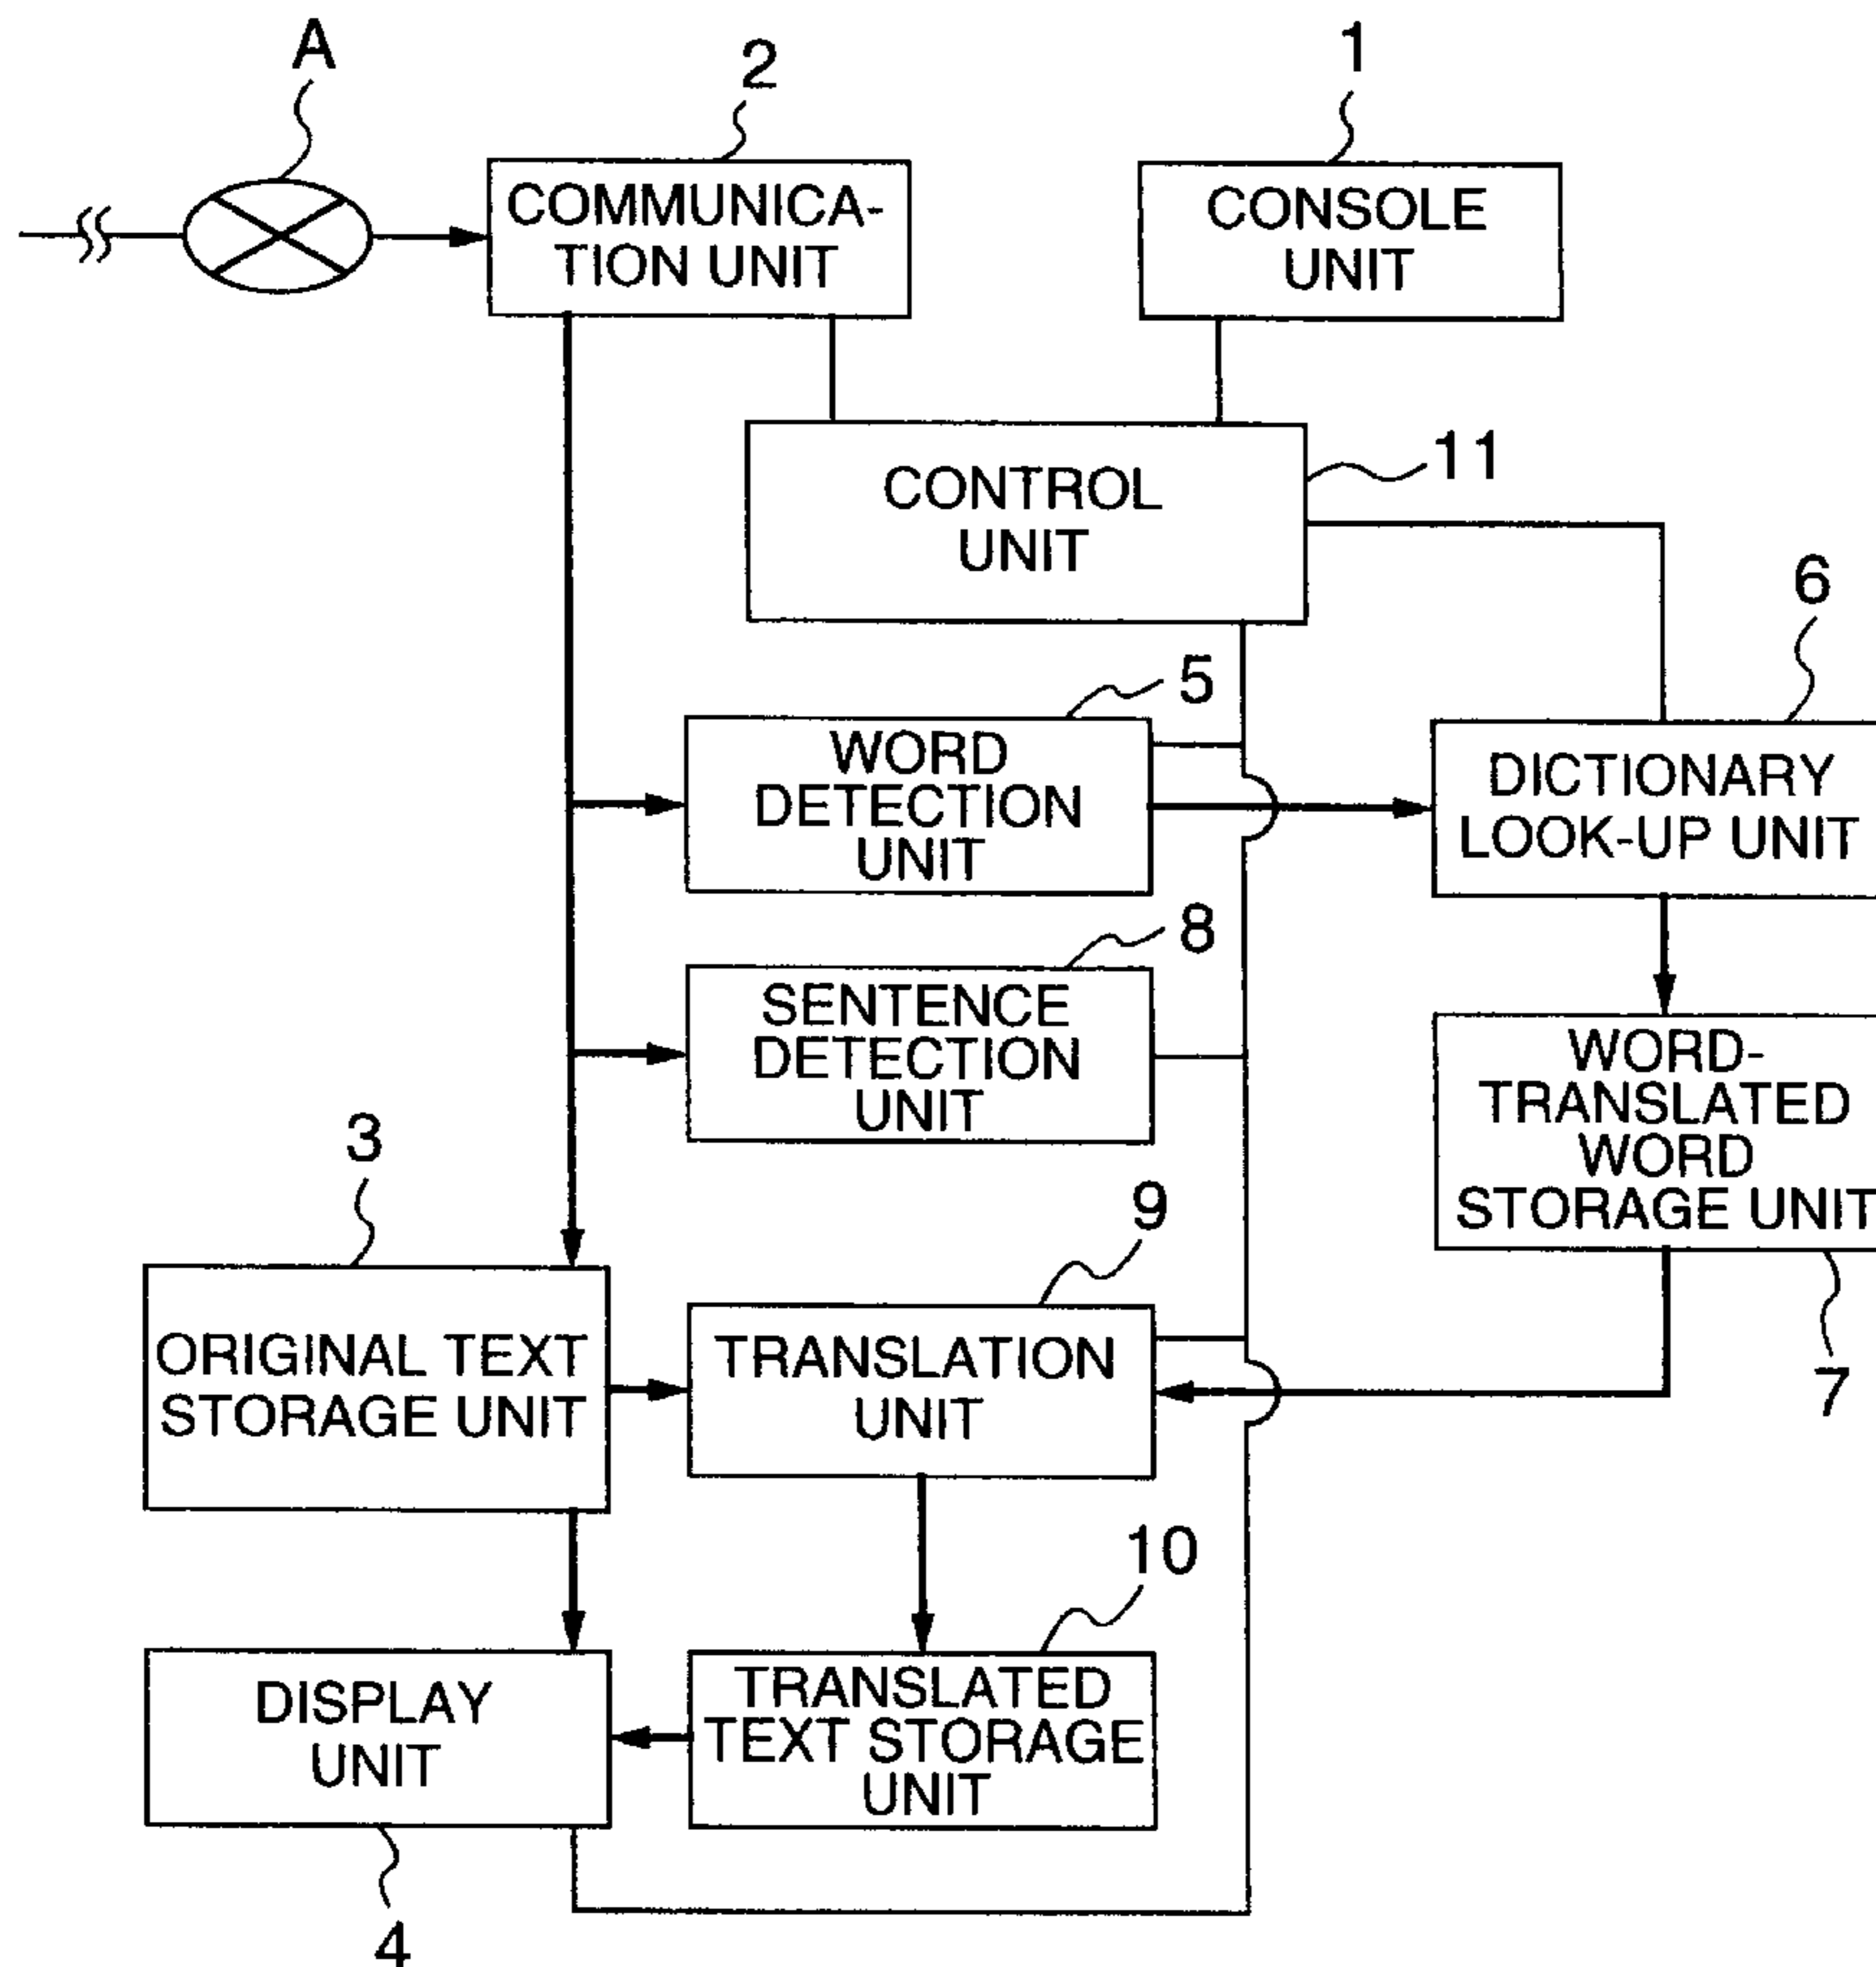 A
2
1
COMMUNICA-
TION UNIT
CONSOLE
UNIT
CONTROL
UNIT
11
6
5
WORD
DETECTION
UNIT
DICTIONARY
LOOK-UP UNIT
8
SENTENCE
DETECTION
UNIT
WORD-
TRANSLATED
WORD
STORAGE UNIT
3
9
ORIGINAL TEXT
STORAGE UNIT
TRANSLATION
UNIT
7
10
DISPLAY
UNIT
TRANSLATED
TEXT STORAGE
UNIT
4